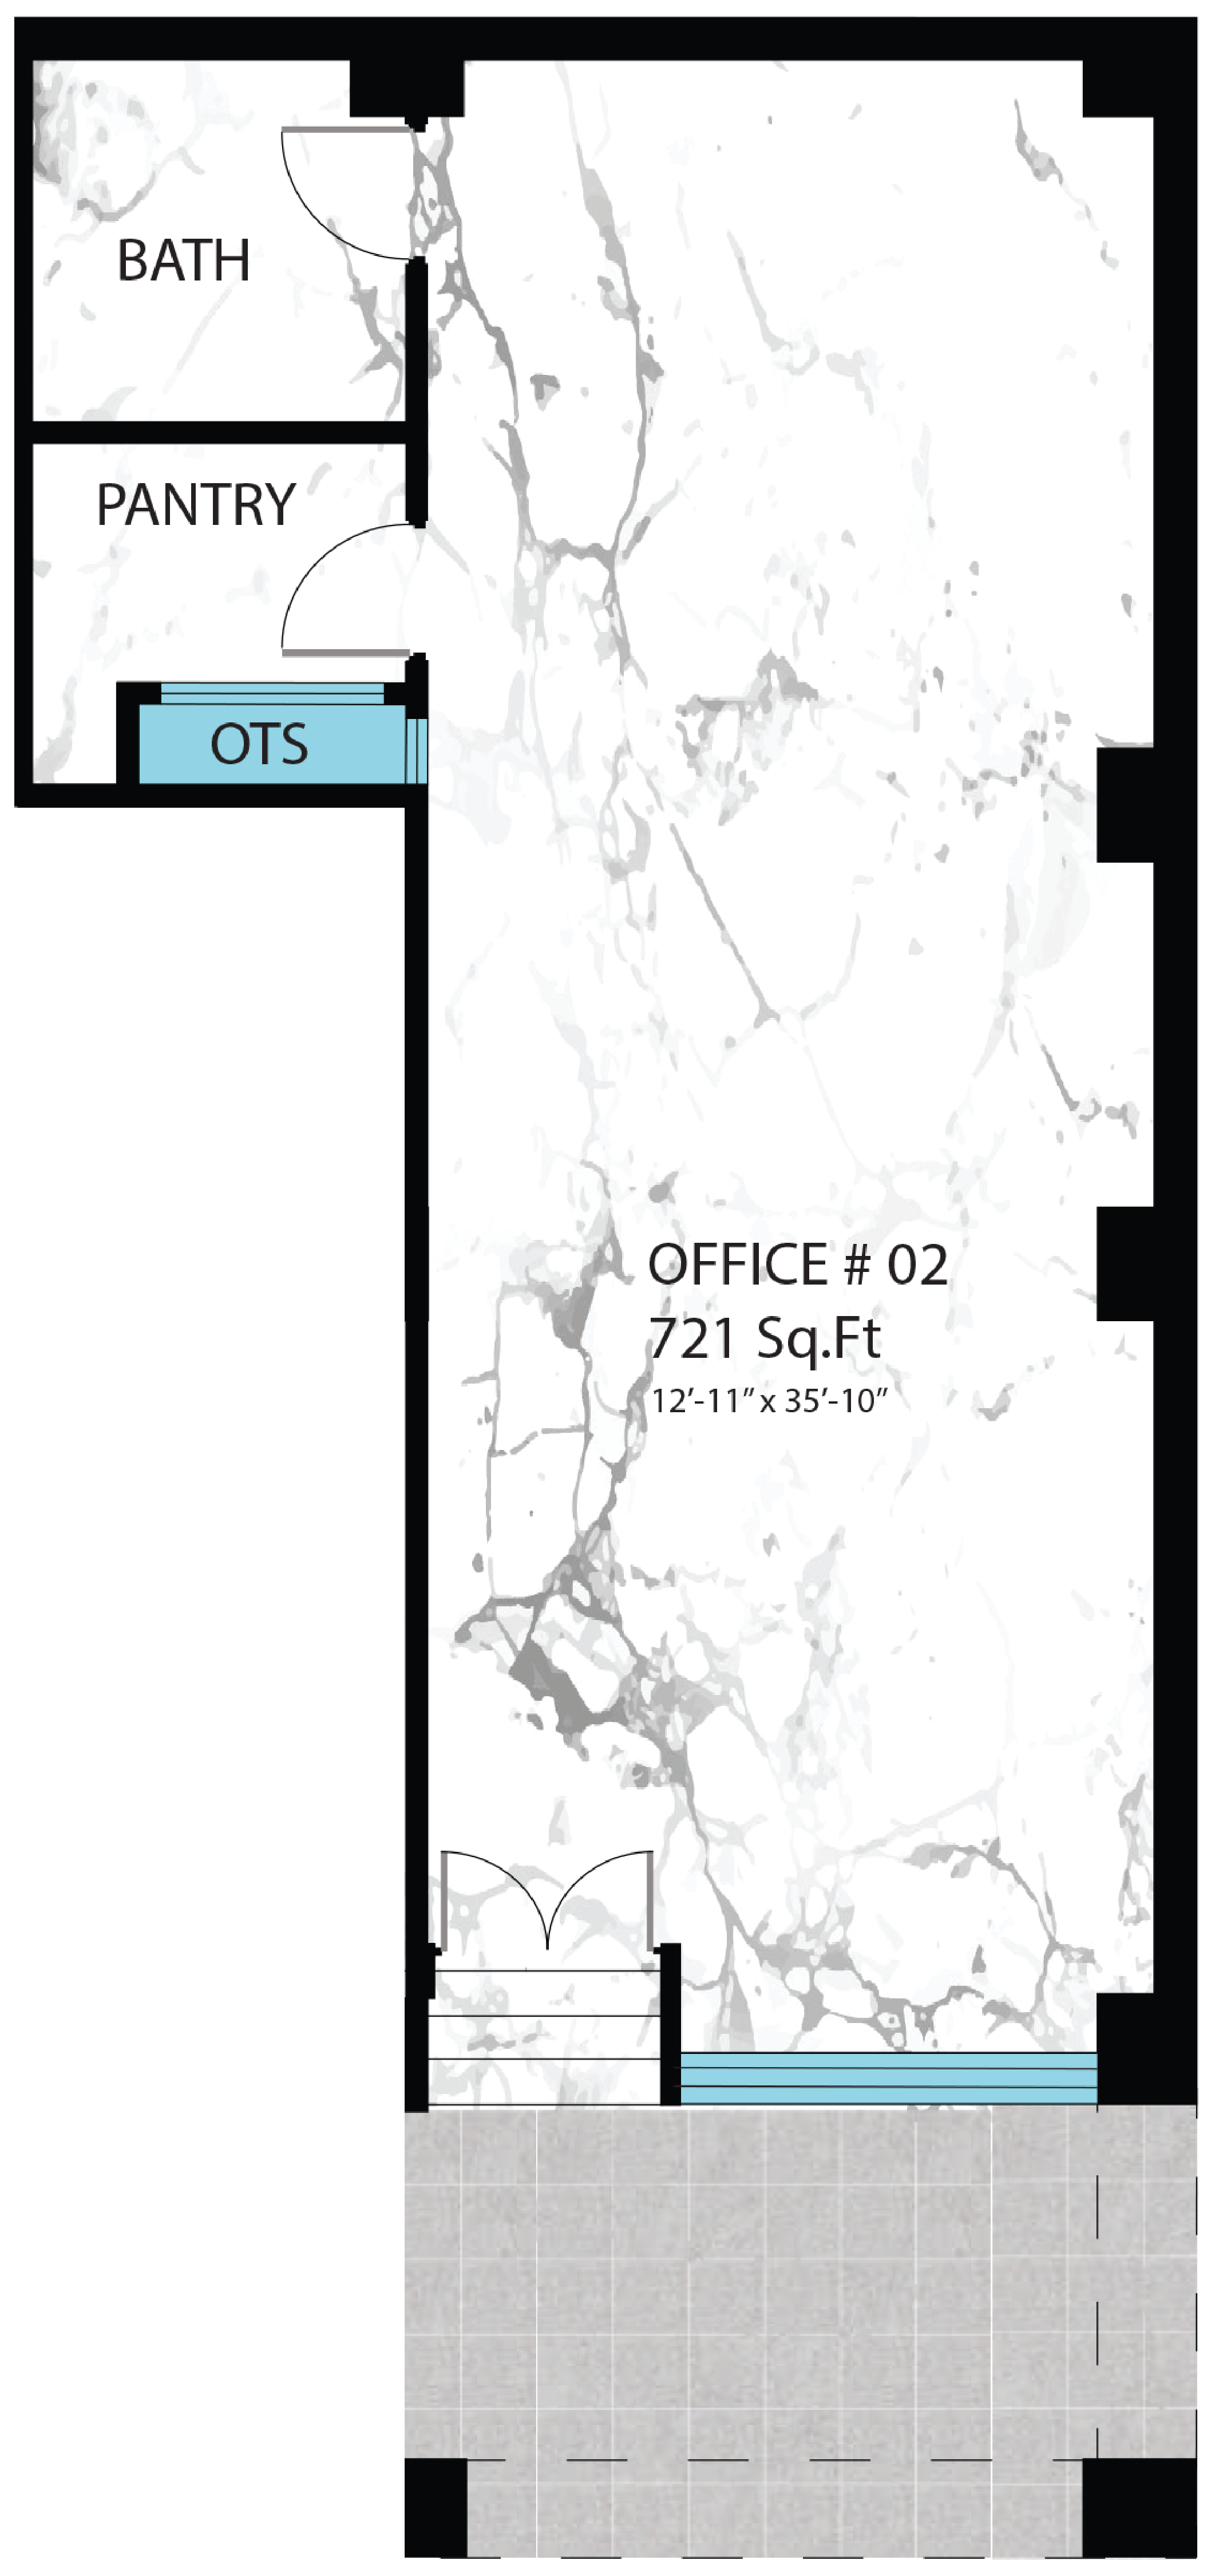 BATH
PANTRY
OTS
OFFICE # 02
721 Sq.Ft
12’-11” x 35’-10”